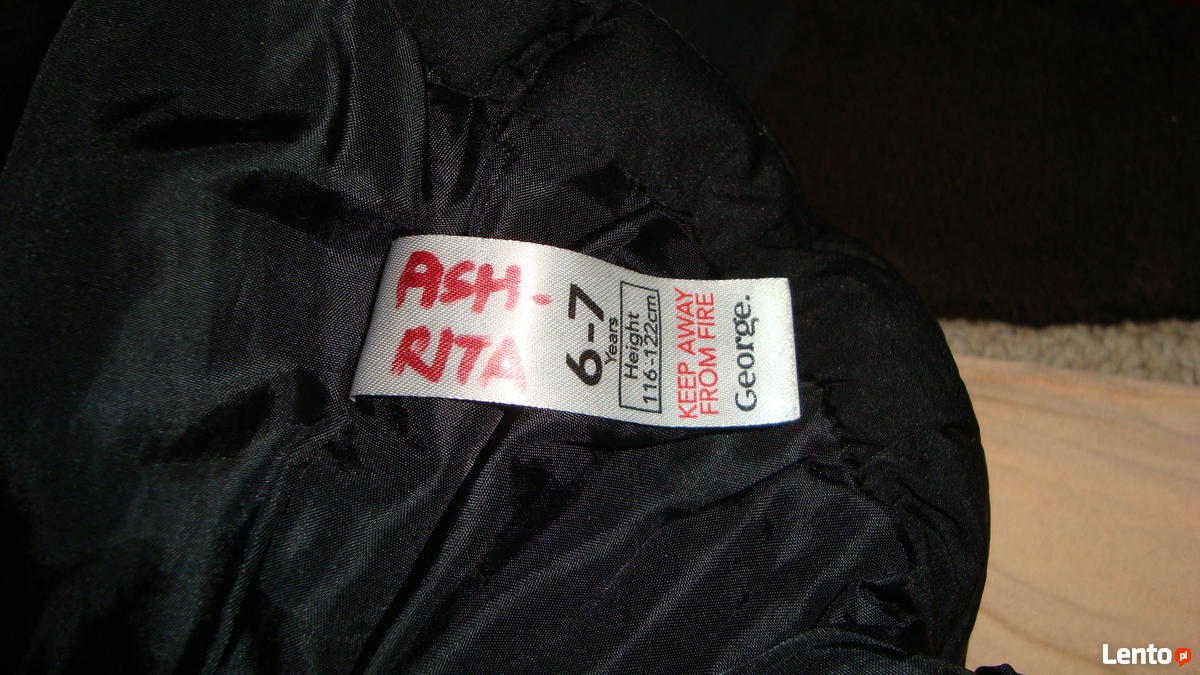 ASH-
RITA
6-7
Years
Height
116-122cm
KEEP AWAY
FROM FIRE
George.
Lento pl